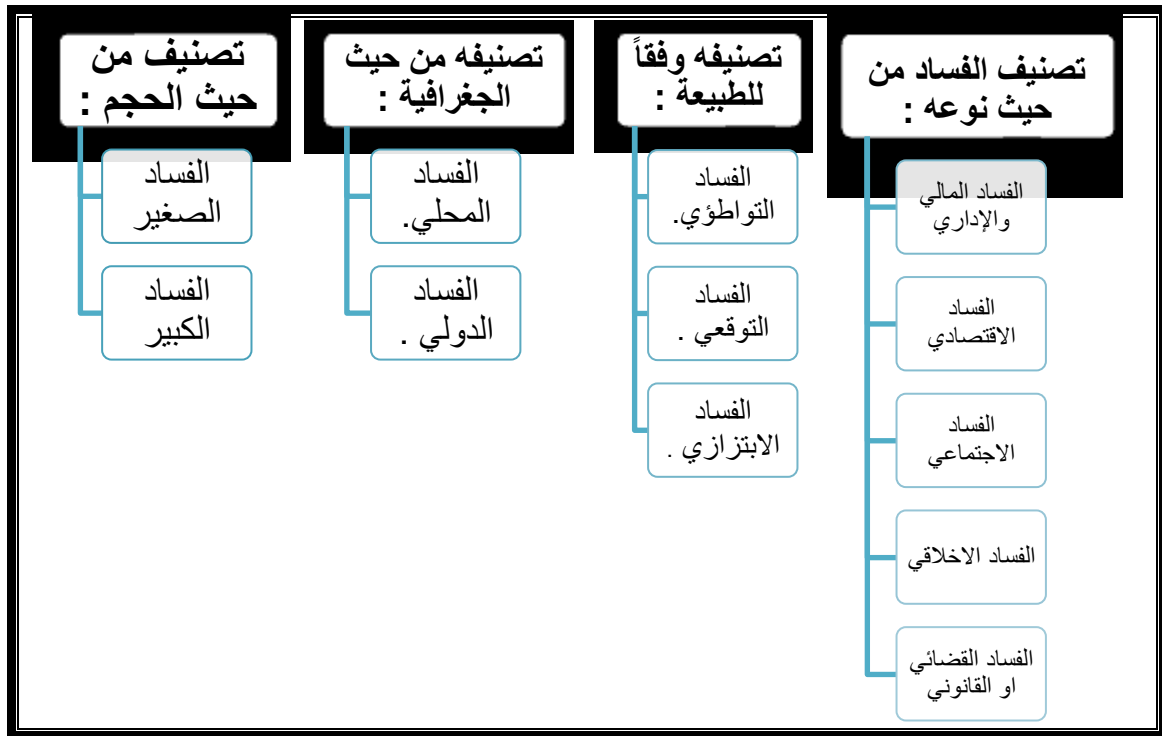 تصنيف الفساد من
حيث نوعه :
الفساد المالي
والإداري
الفساد
الاقتصادي
الفساد
الاجتماعي
الفساد الاخلاقي
الفساد القضائي
او القانوني
تصنيفه وفقاً
للطبيعة :
الفساد
التواطؤي.
الفساد
التوقعي .
الفساد
الابتزازي .
تصنيفه من حيث
الجغرافية :
الفساد
المحلي.
الفساد
الدولي .
تصنيف من
حيث الحجم :
الفساد
الصغير
الفساد
الكبير